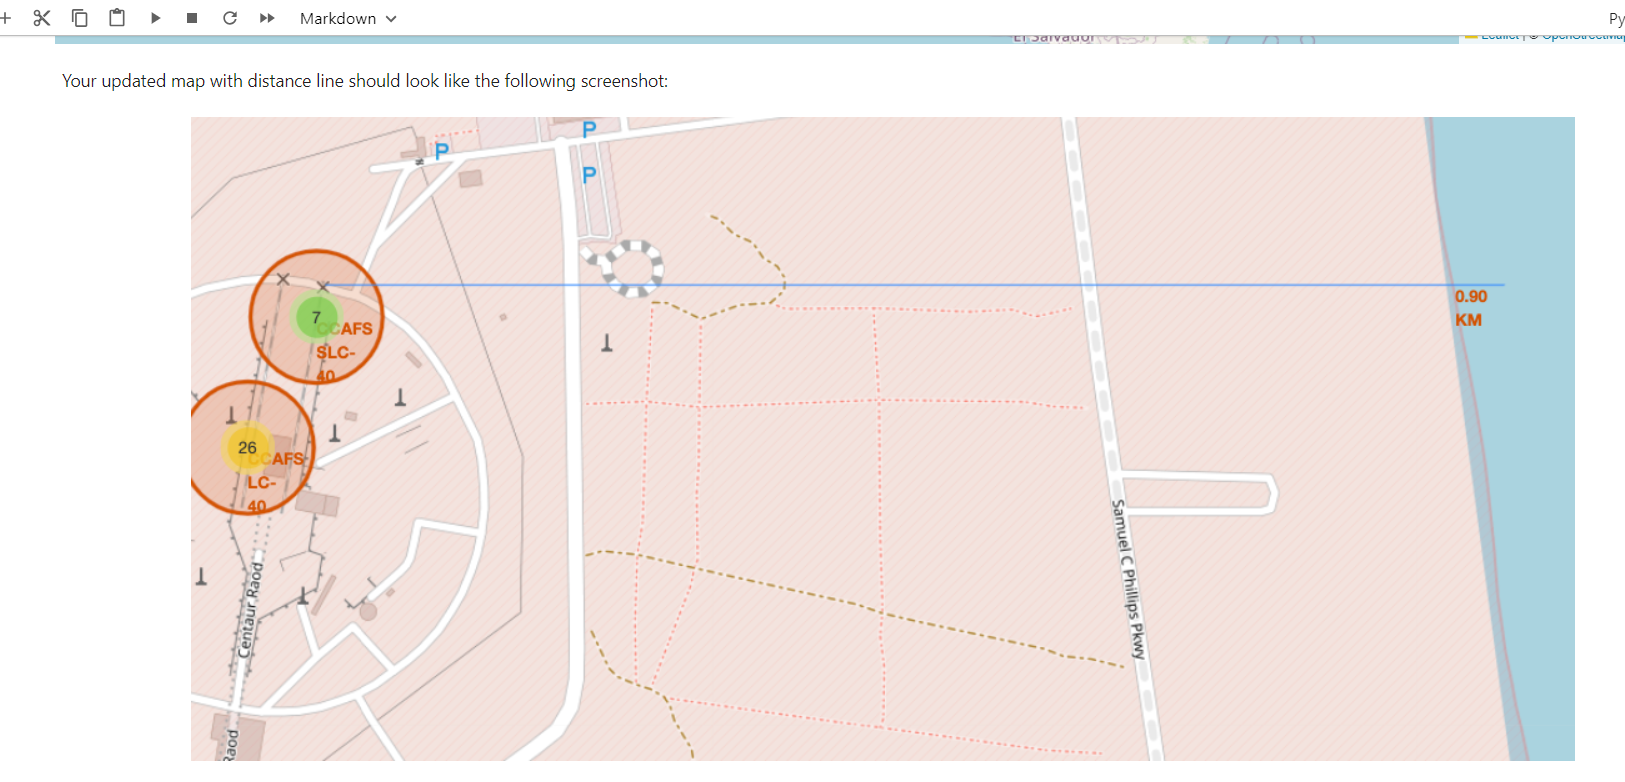 Markdown
Py
El Salvador
Leaflet | © OpenStreetMap
Your updated map with distance line should look like the following screenshot:
P
P
P
0.90
KM
7
CCAFS
SLC-
40
26
CCAFS
LC-
40
Samuel C Phillips Pkwy
Centaur Raod
Raod